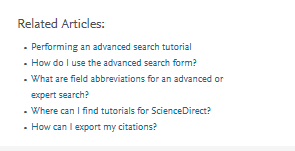 Related Articles:
• Performing an advanced search tutorial
• How do I use the advanced search form?
• What are field abbreviations for an advanced or
expert search?
• Where can I find tutorials for ScienceDirect?
• How can I export my citations?